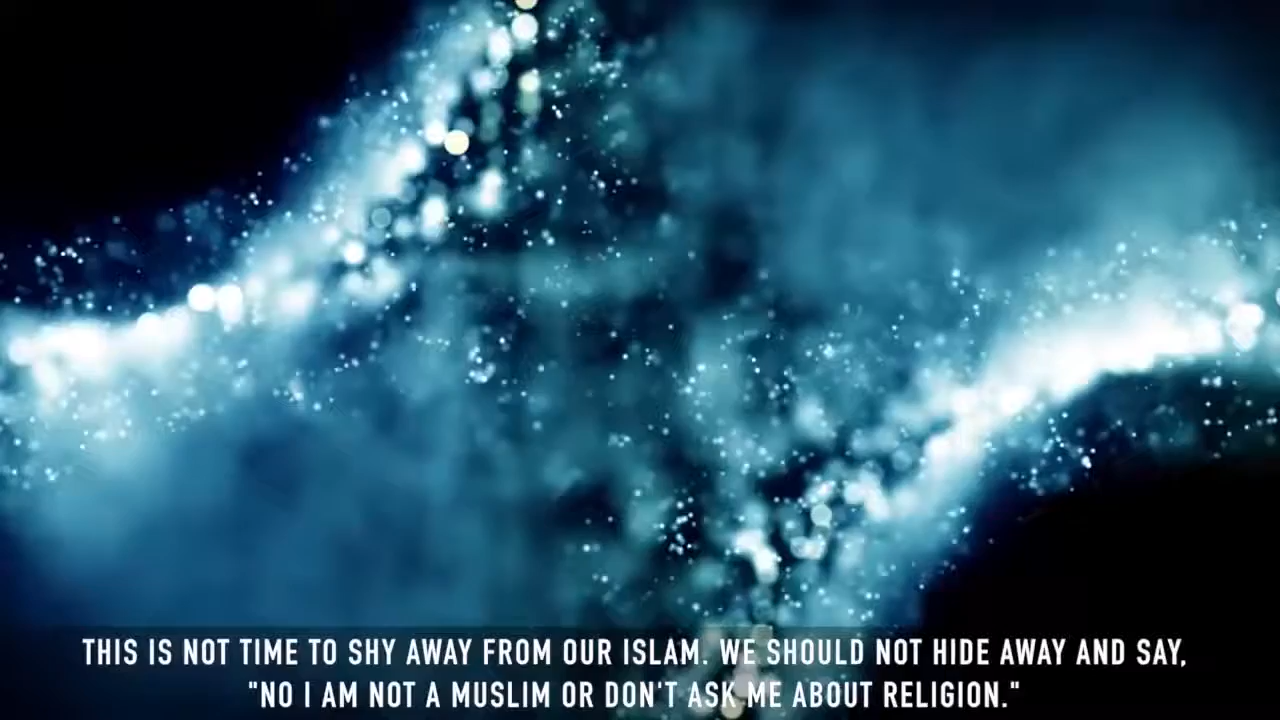 THIS IS NOT TIME TO SHY AWAY FROM OUR ISLAM. WE SHOULD NOT HIDE AWAY AND SAY,
"NO I AM NOT A MUSLIM OR DON'T ASK ME ABOUT RELIGION."